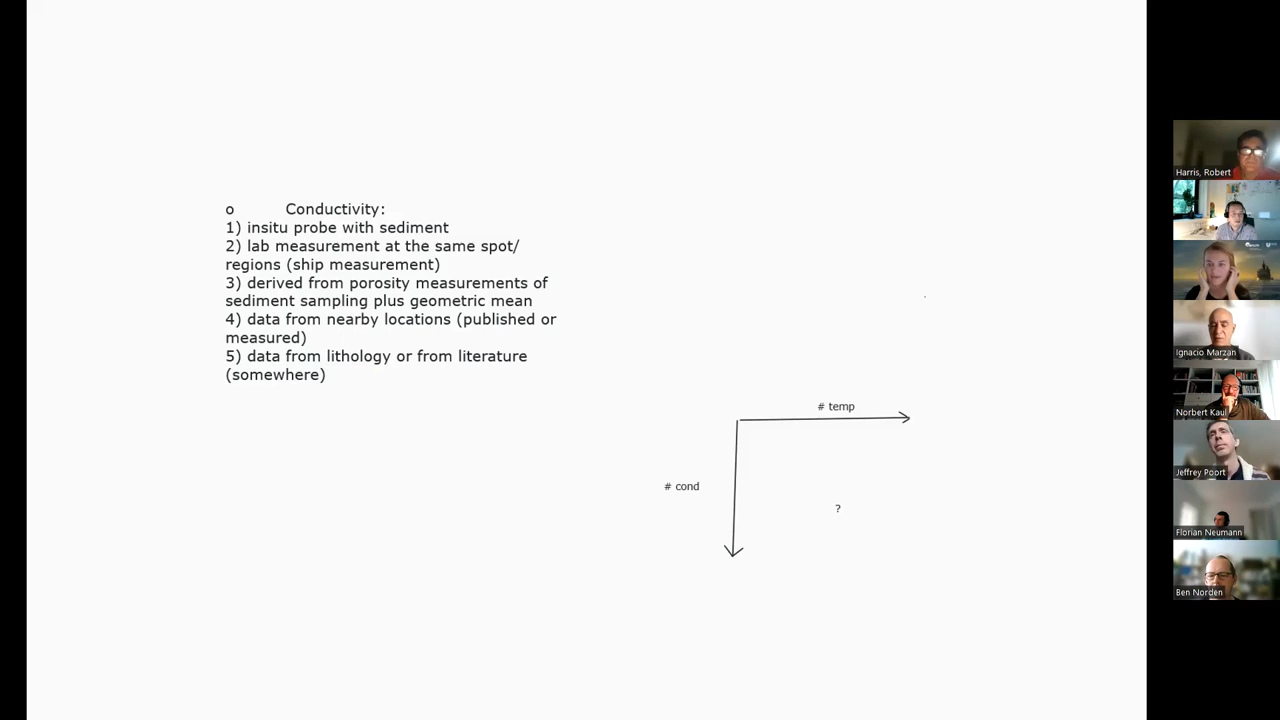 o Conductivity:
1) insitu probe with sediment
2) lab measurement at the same spot/
regions (ship measurement)
3) derived from porosity measurements of
sediment sampling plus geometric mean
4) data from nearby locations (published or
measured)
5) data from lithology or from literature
(somewhere)
# temp
# cond
?
Harris, Robert
Ignacio Marzan
Norbert Kaul
Jeffrey Poort
Florian Neumann
Ben Norden